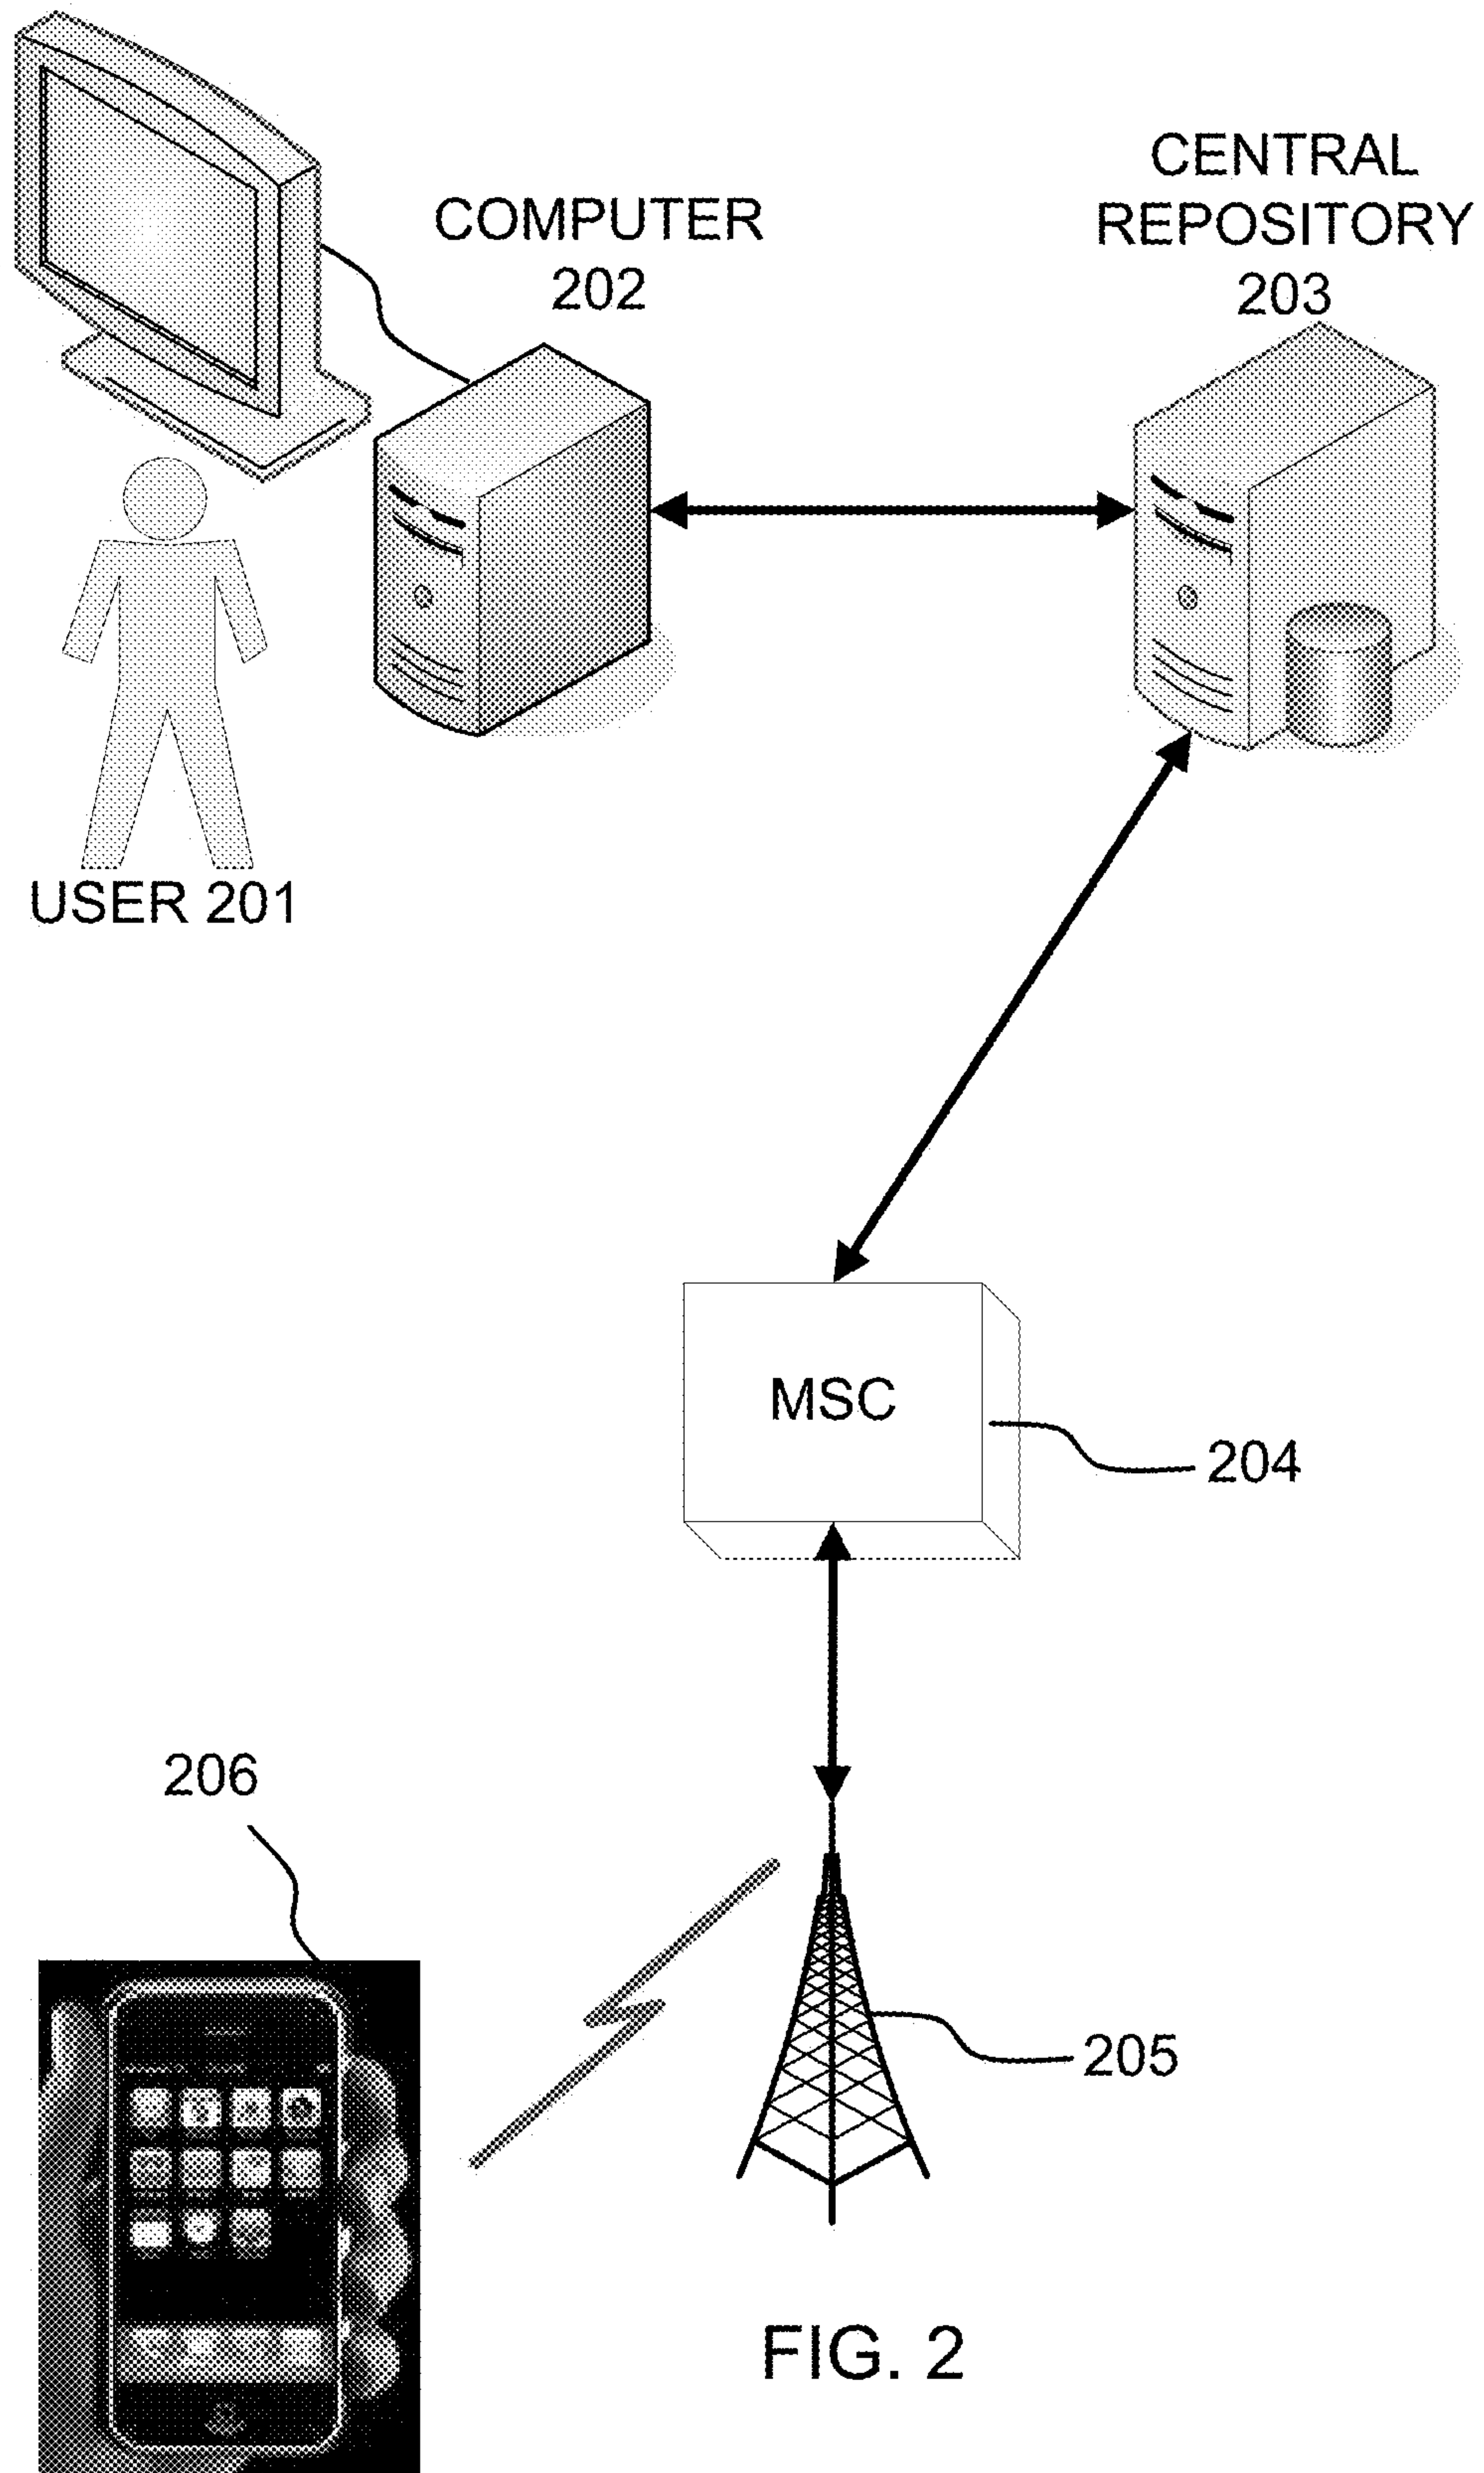 COMPUTER
202
CENTRAL
REPOSITORY
203
USER 201
MSC
204
206
205
FIG. 2